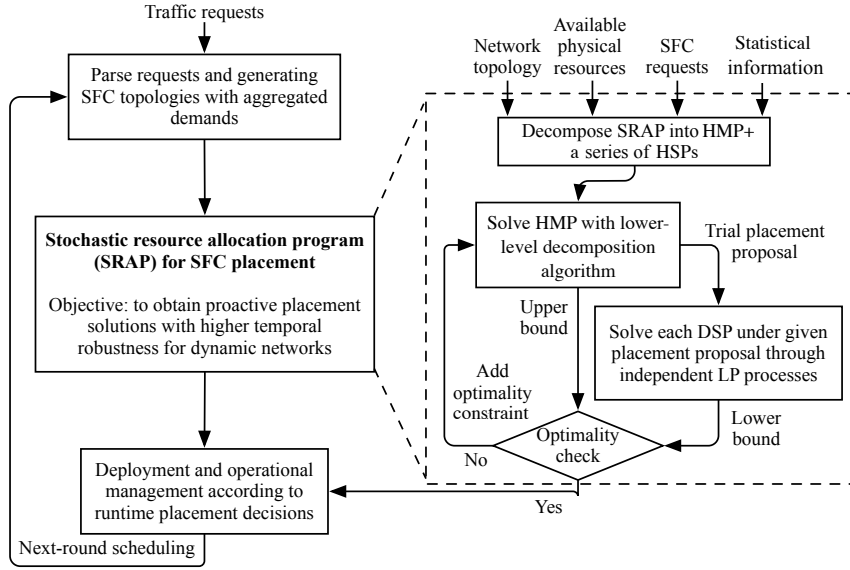 Traffic requests
Parse requests and generating
SFC topologies with aggregated
demands
Stochastic resource allocation program
(SRAP) for SFC placement
Objective: to obtain proactive placement
solutions with higher temporal
robustness for dynamic networks
Deployment and operational
management according to
runtime placement decisions
Next-round scheduling
Network
topology
Available
physical
resources
SFC
requests
Statistical
information
Decompose SRAP into HMP+
a series of HSPs
Solve HMP with lower-
level decomposition
algorithm
Trial placement
proposal
Upper
bound
Solve each DSP under given
placement proposal through
independent LP processes
Add
optimality
constraint
Lower
bound
Optimality
check
No
Yes